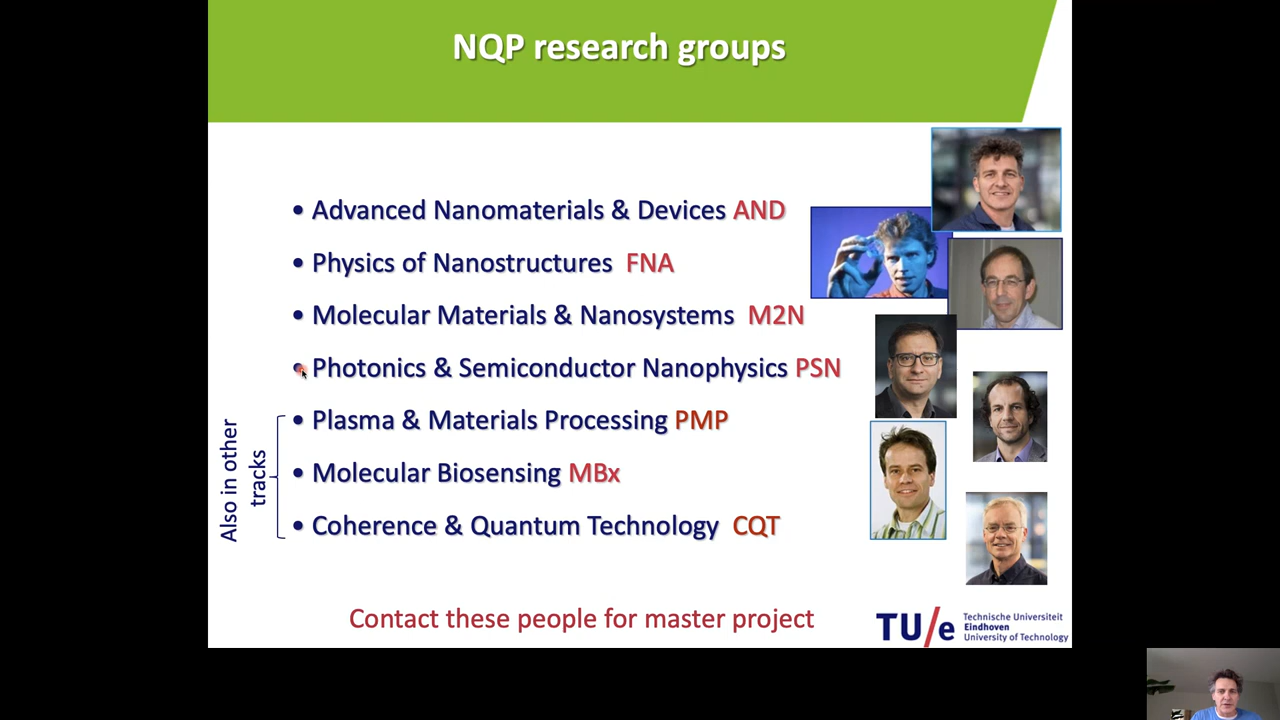 NQP research groups
• Advanced Nanomaterials & Devices AND
• Physics of Nanostructures FNA
• Molecular Materials & Nanosystems M2N
• Photonics & Semiconductor Nanophysics PSN
• Plasma & Materials Processing PMP
• Molecular Biosensing MBx
• Coherence & Quantum Technology CQT
Also in other
tracks
Contact these people for master project
TU/e
Technische Universiteit
Eindhoven
University of Technology